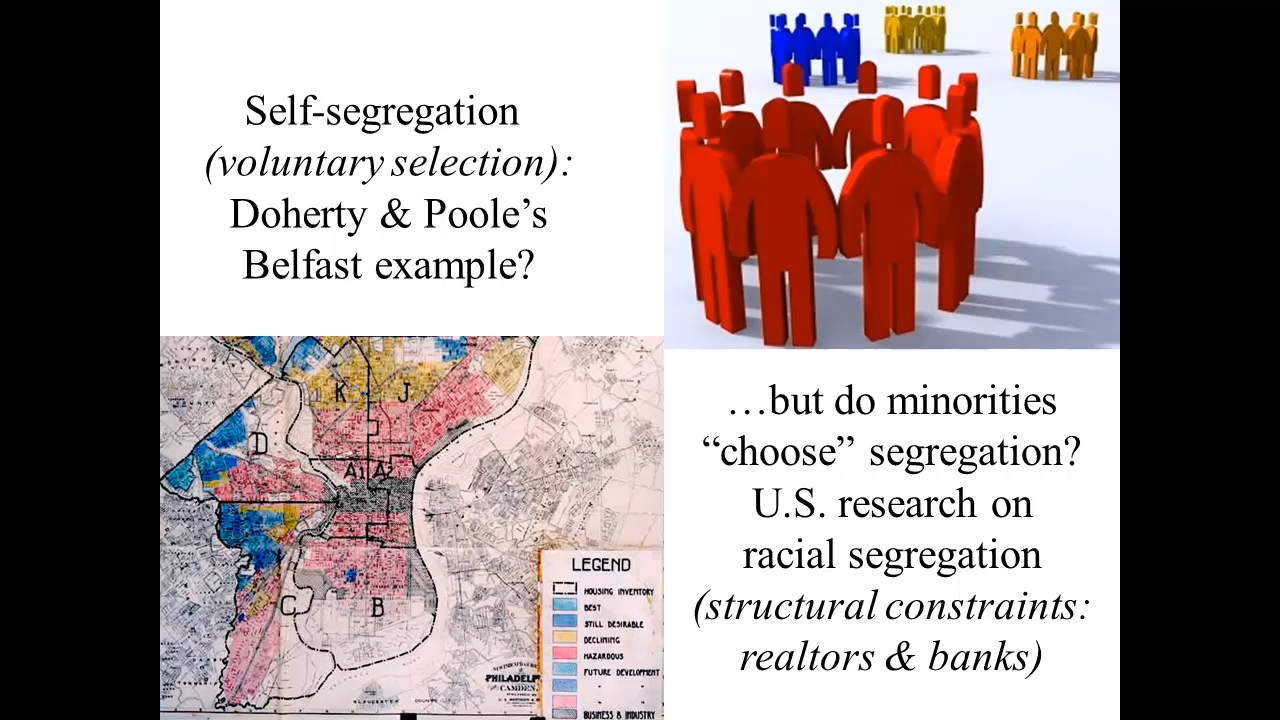 Self-segregation
(voluntary selection):
Doherty & Poole’s
Belfast example?
…but do minorities
“choose” segregation?
U.S. research on
racial segregation
(structural constraints:
realtors & banks)
K
J
D
A1
A2
C
B
LEGEND
HOUSING INVENTORY
BEST
STILL DESIRABLE
DECLINING
HAZARDOUS
FUTURE DEVELOPMENT
" "
" "
BUSINESS & INDUSTRY
CAMDEN
COUNTY